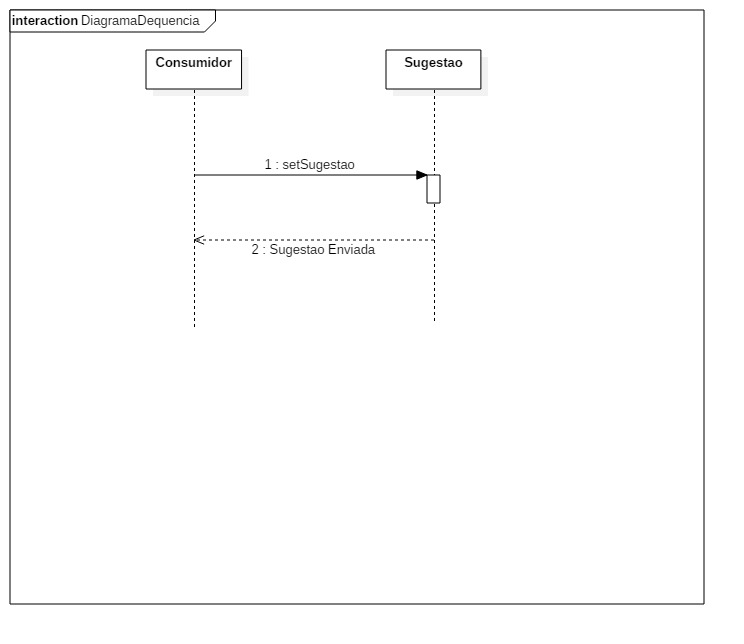 interaction DiagramaDequencia
Consumidor
Sugestao
1 : setSugestao
2 : Sugestao Enviada